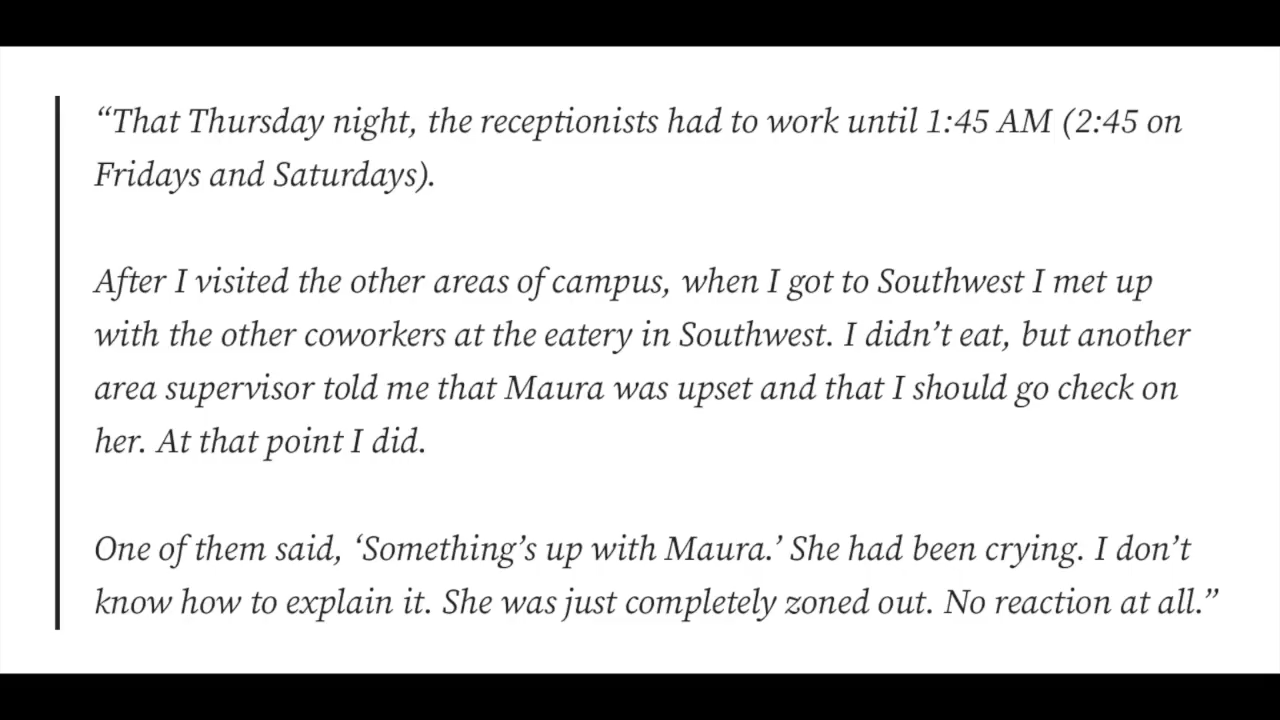 “That Thursday night, the receptionists had to work until 1:45 AM (2:45 on
Fridays and Saturdays).
After I visited the other areas of campus, when I got to Southwest I met up
with the other coworkers at the eatery in Southwest. I didn’t eat, but another
area supervisor told me that Maura was upset and that I should go check on
her. At that point I did.
One of them said, ‘Something’s up with Maura.’ She had been crying. I don’t
know how to explain it. She was just completely zoned out. No reaction at all.”